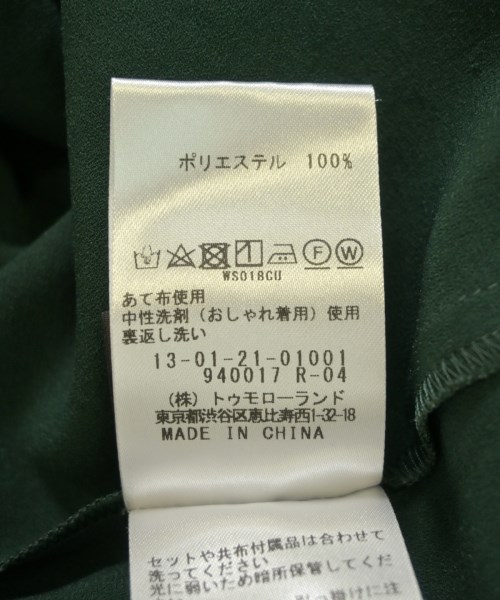 ポリエステル 100%
F W
WS018CU
あて布使用
中性洗剤(おしゃれ着用)使用
裏返し洗い
13-01-21-01001
940017 R-04
(株)トゥモローランド
東京都渋谷区恵比寿西1-32-18
MADE IN CHINA
セットや共布付属品は合わせて
洗ってください
光に弱いため暗所保管してくだ